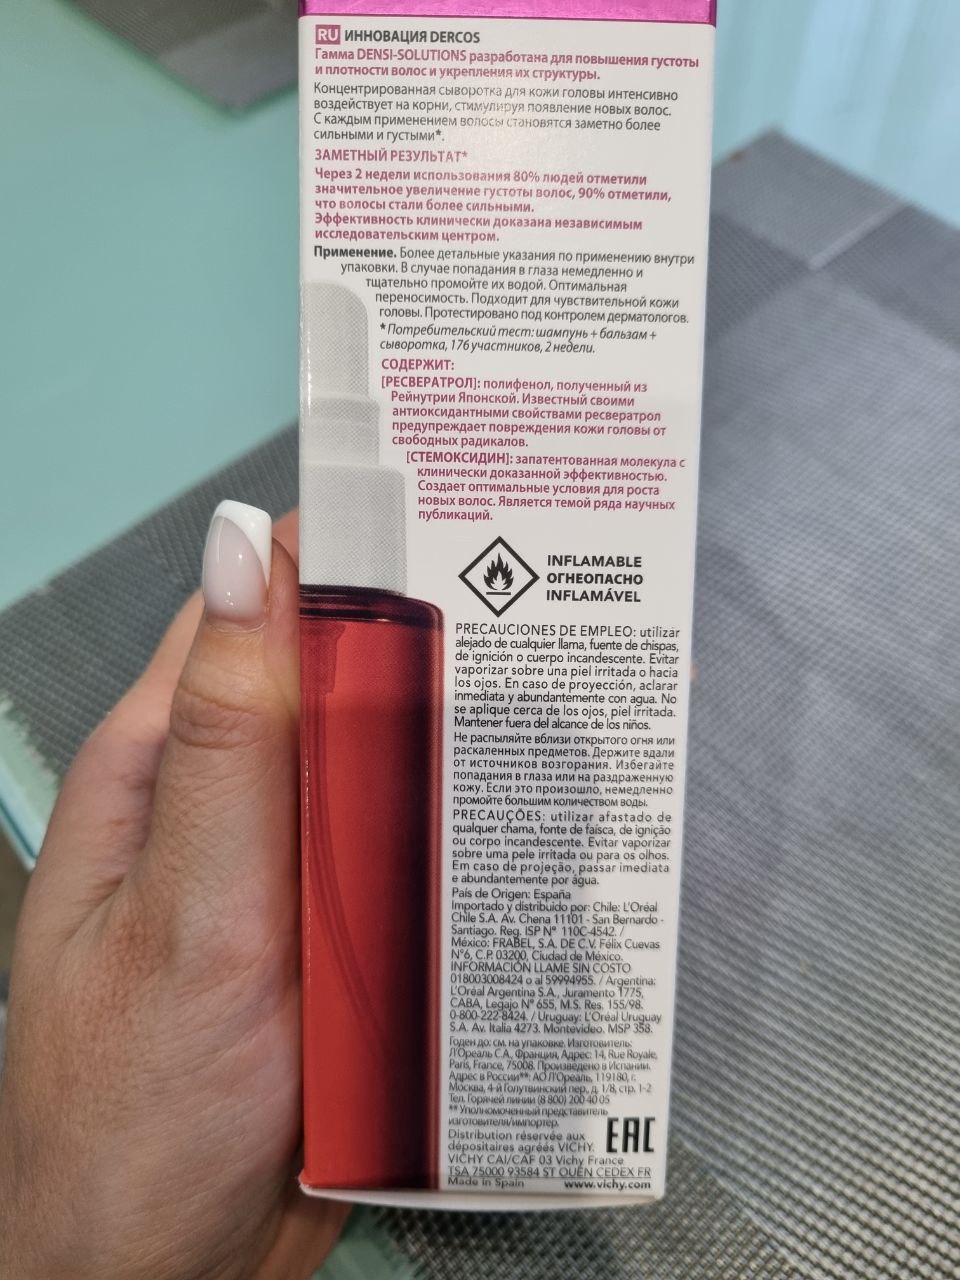 RU ИННОВАЦИЯ DERCOS
Гамма DENSI-SOLUTIONS разработана для повышения густоты
и плотности волос и укрепления их структуры.
Концентрированная сыворотка для кожи головы интенсивно
воздействует на корни, стимулируя появление новых волос.
С каждым применением волосы становятся заметно более
сильными и густыми*.
ЗАМЕТНЫЙ РЕЗУЛЬТАТ*
Через 2 недели использования 80% людей отметили
значительное увеличение густоты волос, 90% отметили,
что волосы стали более сильными.
Эффективность клинически доказана независимым
исследовательским центром.
Применение. Более детальные указания по применению внутри
упаковки. В случае попадания в глаза немедленно и
тщательно промойте их водой. Оптимальная
переносимость. Подходит для чувствительной кожи
головы. Протестировано под контролем дерматологов.
* Потребительский тест: шампунь + бальзам +
сыворотка, 176 участников, 2 недели.
СОДЕРЖИТ:
[РЕСВЕРАТРОЛ]: полифенол, полученный из
Рейнутрии Японской. Известный своими
антиоксидантными свойствами ресвератрол
предупреждает повреждения кожи головы от
свободных радикалов.
[СТЕМОКСИДИН]: запатентованная молекула с
клинически доказанной эффективностью.
Создает оптимальные условия для роста
новых волос. Является темой ряда научных
публикаций.
INFLAMABLE
ОГНЕОПАСНО
INFLAMÁVEL
PRECAUCIONES DE EMPLEO: utilizar
alejado de cualquier llama, fuente de chispas,
de ignición o cuerpo incandescente. Evitar
vaporizar sobre una piel irritada o hacia
los ojos. En caso de proyección, aclarar
inmediata y abundantemente con agua. No
se aplique cerca de los ojos, piel irritada.
Mantener fuera del alcance de los niños.
Не распыляйте вблизи открытого огня или
раскаленных предметов. Держите вдали
от источников возгорания. Избегайте
попадания в глаза или на раздраженную
кожу. Если это произошло, немедленно
промойте большим количеством воды.
PRECAUÇÕES: utilizar afastado de
qualquer chama, fonte de faísca, de ignição
ou corpo incandescente. Evitar vaporizar
sobre uma pele irritada ou para os olhos.
Em caso de projeção, passar imediata
e abundantemente por água.
País de Origen: España
Importado y distribuido por: Chile: L'Oréal
Chile S.A. Av. Chena 11101 - San Bernardo -
Santiago. Reg. ISP N° 110C-4542. /
México: FRABEL, S.A. DE C.V. Félix Cuevas
N°6, C.P. 03200, Ciudad de México.
INFORMACIÓN LLAME SIN COSTO
018003008424 o al 59994955. / Argentina:
L'Oréal Argentina S.A., Juramento 1775,
CABA, Legajo N° 655, M.S. Res. 155/98.
0-800-222-8424. / Uruguay: L'Oréal Uruguay
S.A. Av. Italia 4273. Montevideo. MSP 358.
Годен до: см. на упаковке. Изготовитель:
Л'Ореаль С.А., Франция, Адрес: 14, Rue Royale,
Paris, France, 75008. Произведено в Испании.
Адрес в России**: АО Л'Ореаль, 119180, г.
Москва, 4-й Голутвинский пер., д. 1/8, стр. 1-2
Тел. Горячей линии (8 800) 200 40 05
** Уполномоченный представитель
изготовителя/импортер.
EAC
Distribution réservée aux
dépositaires agréés VICHY.
VICHY CAI/CAF 03 Vichy France
TSA 75000 93584 ST OUEN CEDEX FR
Made in Spain www.vichy.com